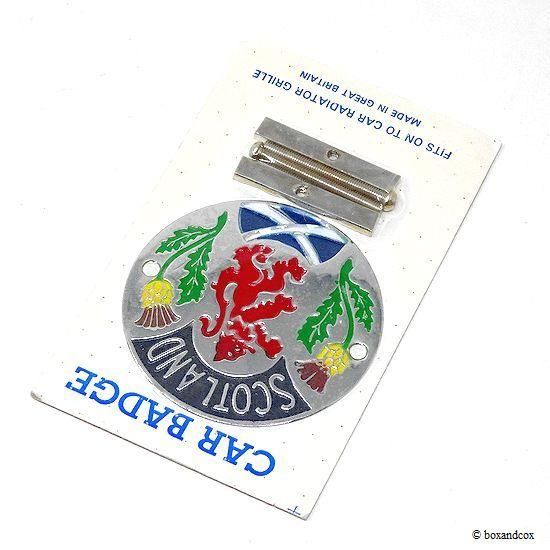 CAR BADGE
SCOTLAND
FITS ON TO CAR RADIATOR GRILLE
MADE IN GREAT BRITAIN
© boxandcox